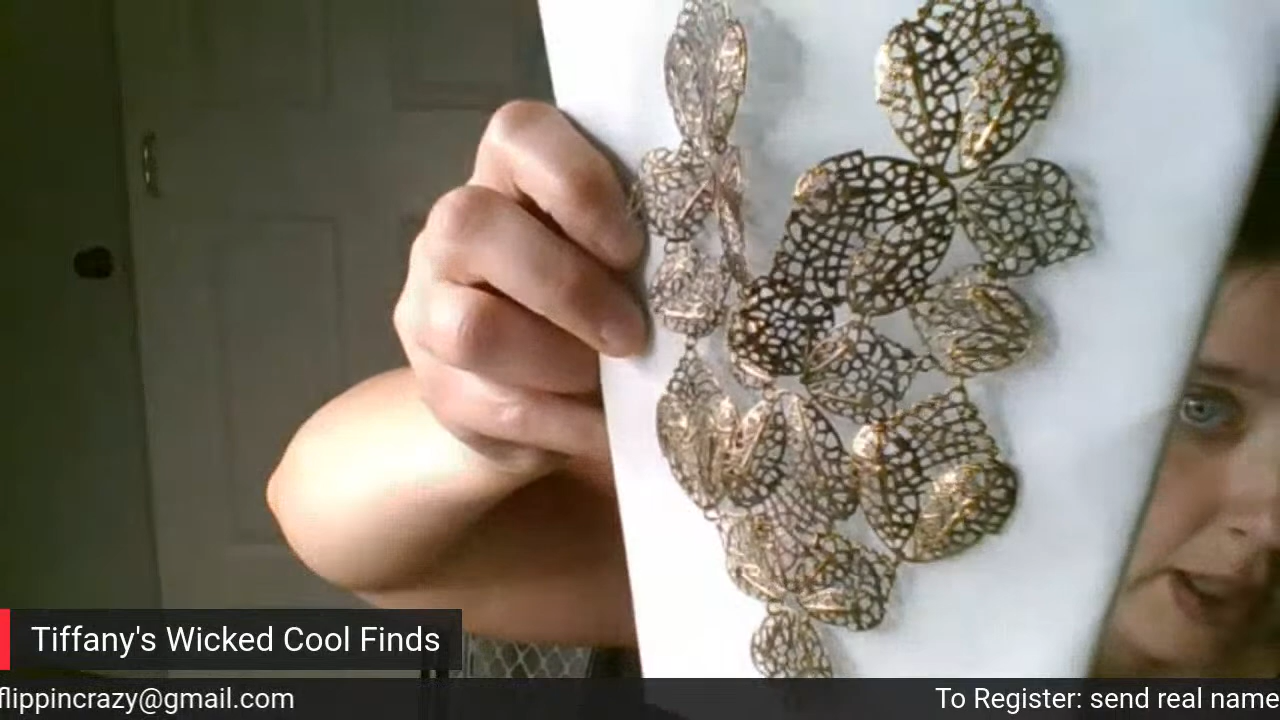 Tiffany's Wicked Cool Finds
flippincrazy@gmail.com
To Register: send real name